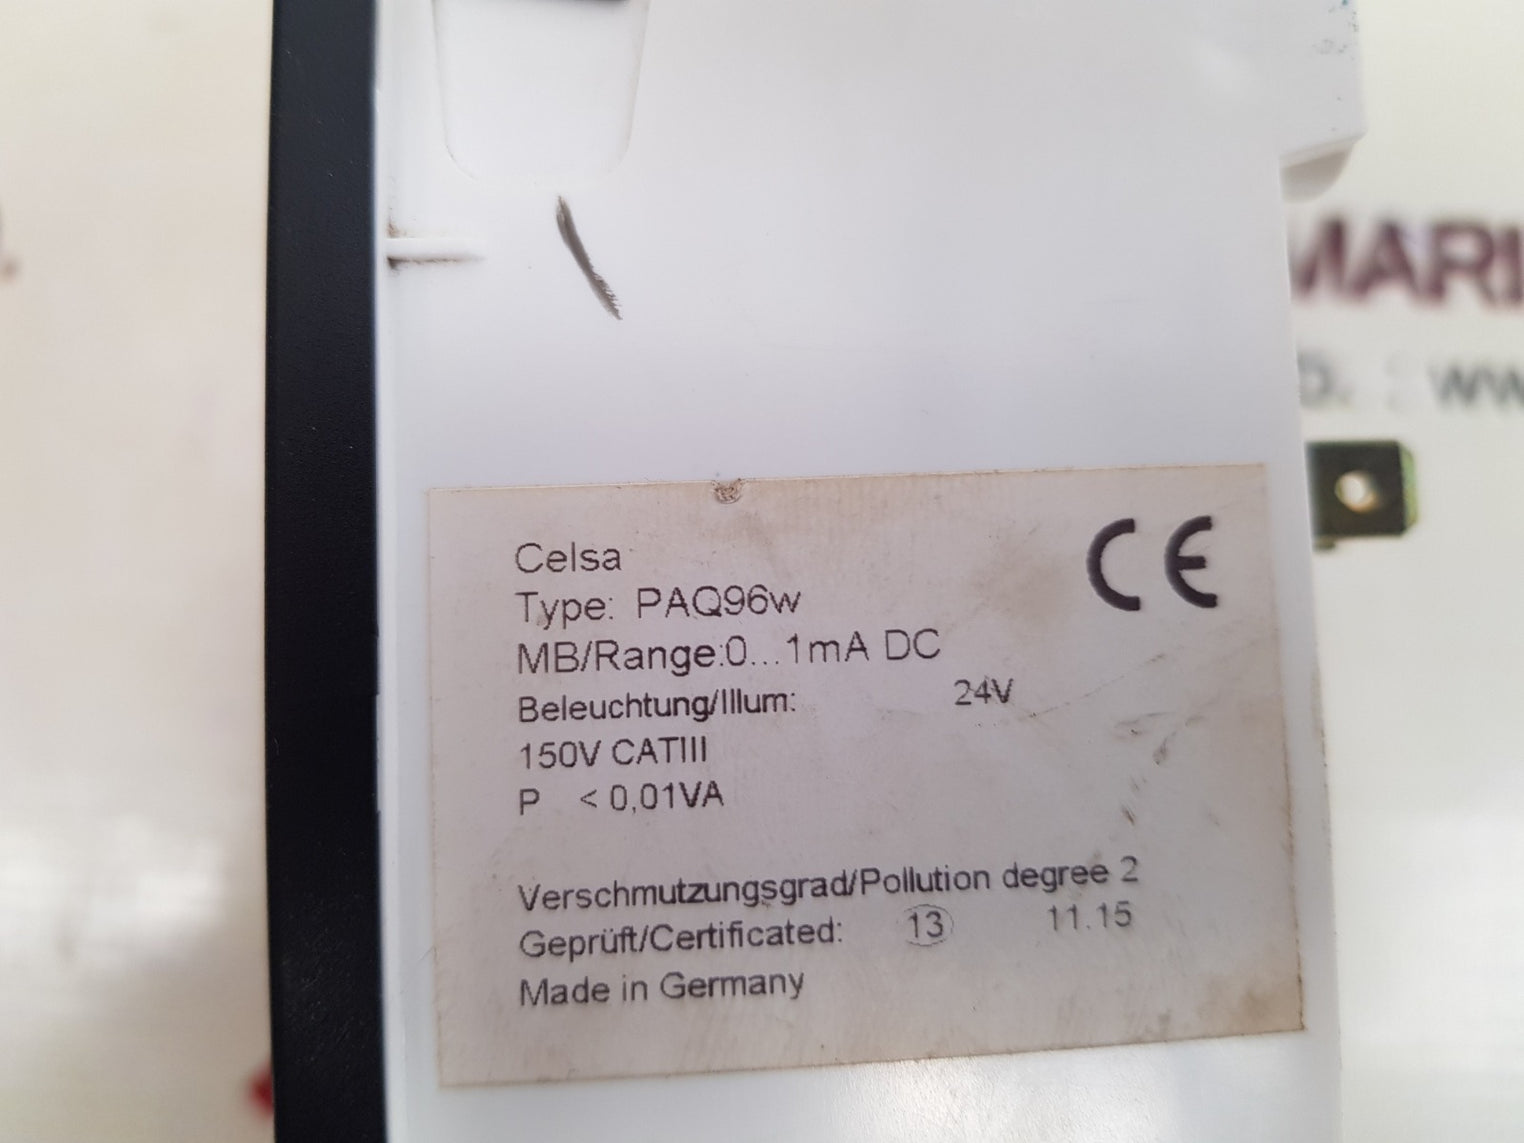 MARI
: ww
Celsa
CE
Type: PAQ96w
MB/Range:0...1mA DC
Beleuchtung/Illum: 24V
150V CATIII
P < 0,01VA
Verschmutzungsgrad/Pollution degree 2
Geprüft/Certificated: 13 11.15
Made in Germany